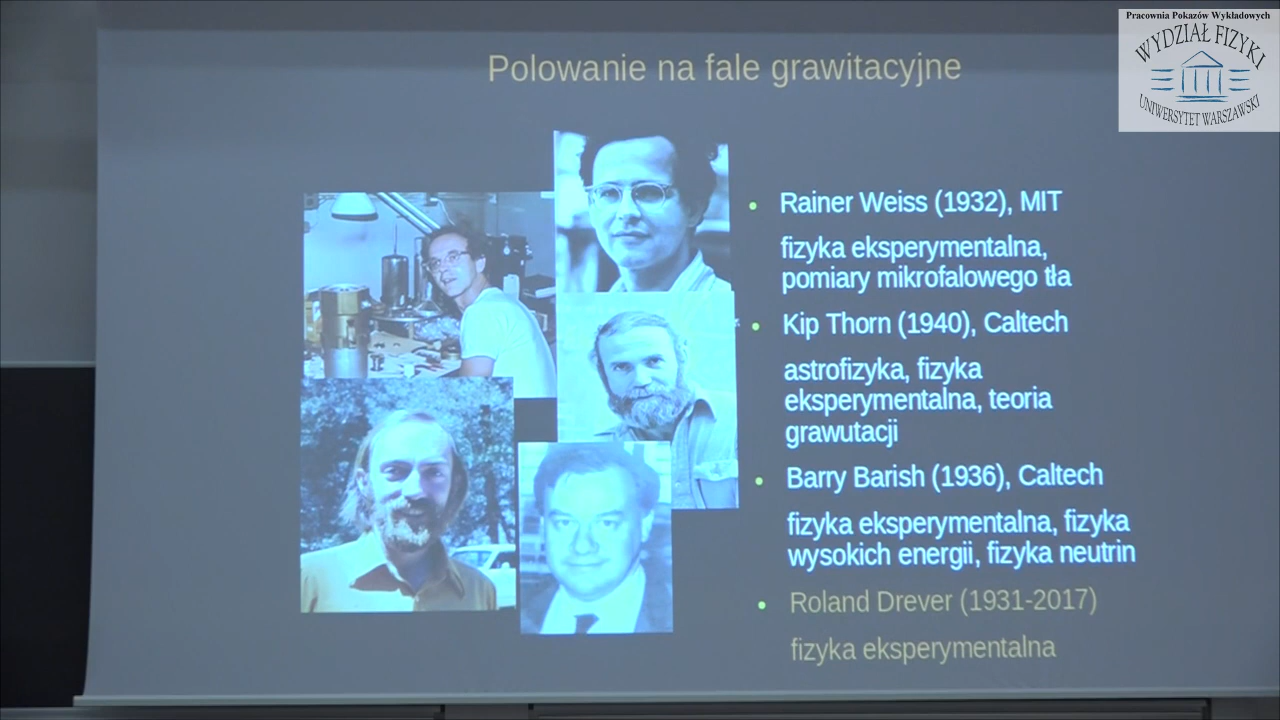 Pracownia Pokazów Wykładowych
WYDZIAŁ FIZYKI
UNIWERSYTET WARSZAWSKI
Polowanie na fale grawitacyjne
• Rainer Weiss (1932), MIT
fizyka eksperymentalna,
pomiary mikrofalowego tła
• Kip Thorn (1940), Caltech
astrofizyka, fizyka
eksperymentalna, teoria
grawutacji
• Barry Barish (1936), Caltech
fizyka eksperymentalna, fizyka
wysokich energii, fizyka neutrin
• Roland Drever (1931-2017)
fizyka eksperymentalna